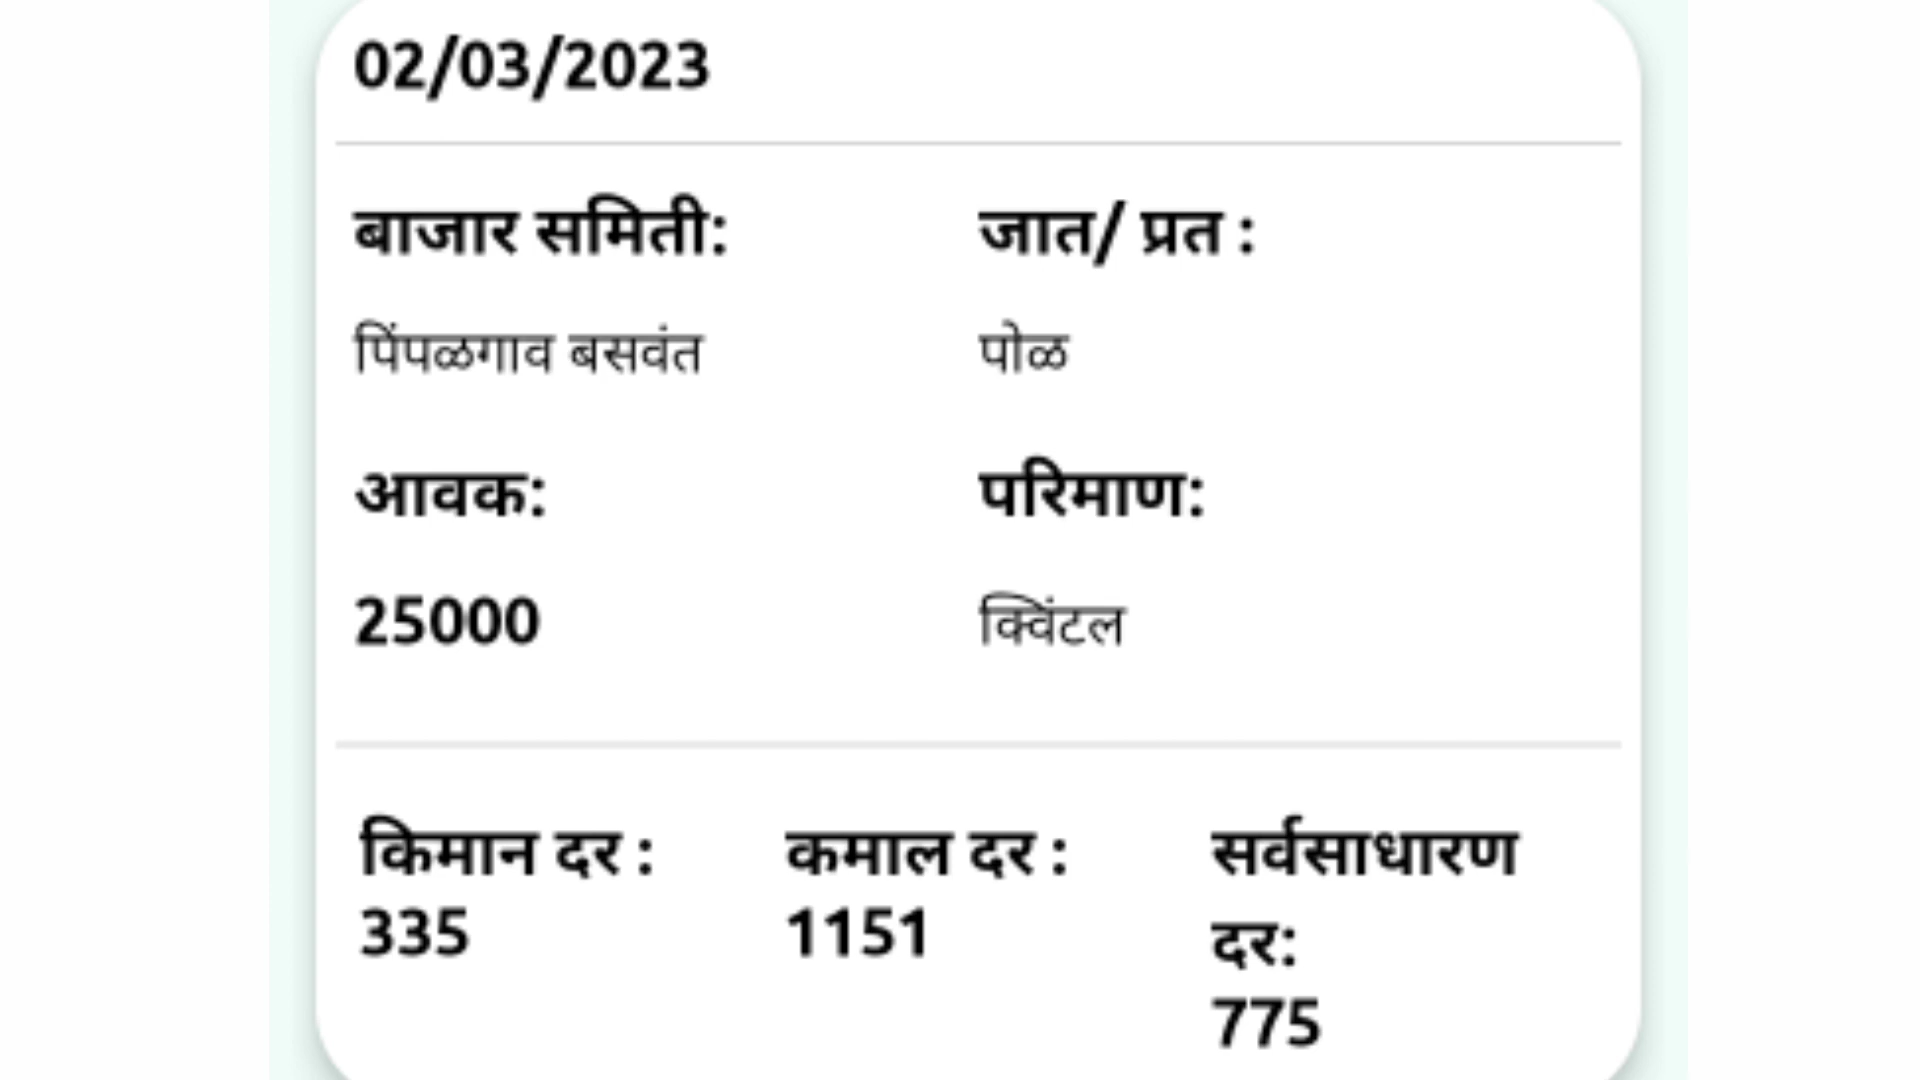 02/03/2023
बाजार समिती: जात/ प्रत :
पिंपळगाव बसवंत पोळ
आवक: परिमाण:
25000 क्विंटल
किमान दर : कमाल दर : सर्वसाधारण
335 1151 दर:
775